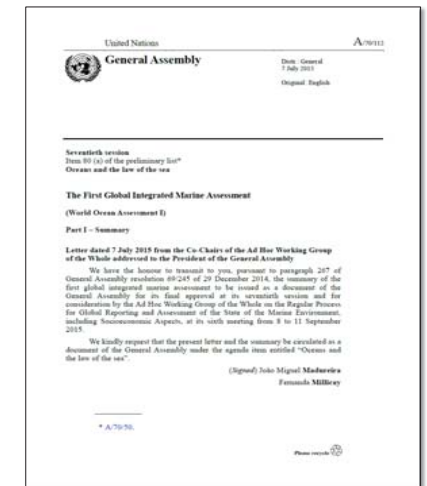 United Nations A/70/112
General Assembly Distr.: General
7 July 2015
Original: English
Seventieth session
Item 80 (a) of the preliminary list*
Oceans and the law of the sea
The First Global Integrated Marine Assessment
(World Ocean Assessment I)
Part I – Summary
Letter dated 7 July 2015 from the Co-Chairs of the Ad Hoc Working Group
of the Whole addressed to the President of the General Assembly
We have the honour to transmit to you, pursuant to paragraph 267 of
General Assembly resolution 69/245 of 29 December 2014, the summary of the
first global integrated marine assessment to be issued as a document of the
General Assembly for its final approval at its seventieth session and for
consideration by the Ad Hoc Working Group of the Whole on the Regular Process
for Global Reporting and Assessment of the State of the Marine Environment,
including Socioeconomic Aspects, at its sixth meeting from 8 to 11 September
2015.
We kindly request that the present letter and the summary be circulated as a
document of the General Assembly under the agenda item entitled “Oceans and
the law of the sea”.
(Signed) João Miguel Madureira
Fernanda Millicay
* A/70/50.
Please recycle